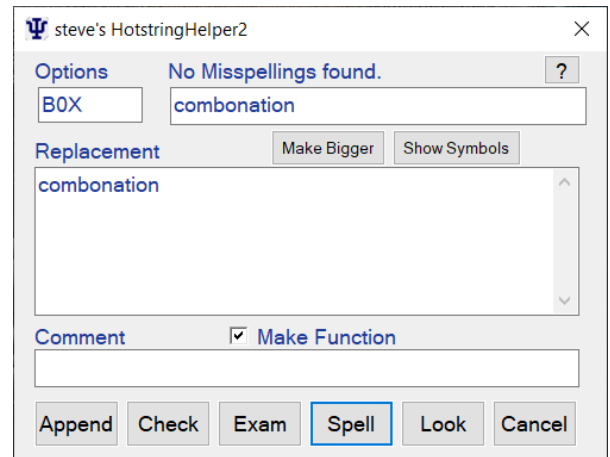 Ψ steve's HotstringHelper2
Options No Misspellings found. ?
B0X combonation
Replacement Make Bigger Show Symbols
combonation
Comment Make Function
Append Check Exam Spell Look Cancel